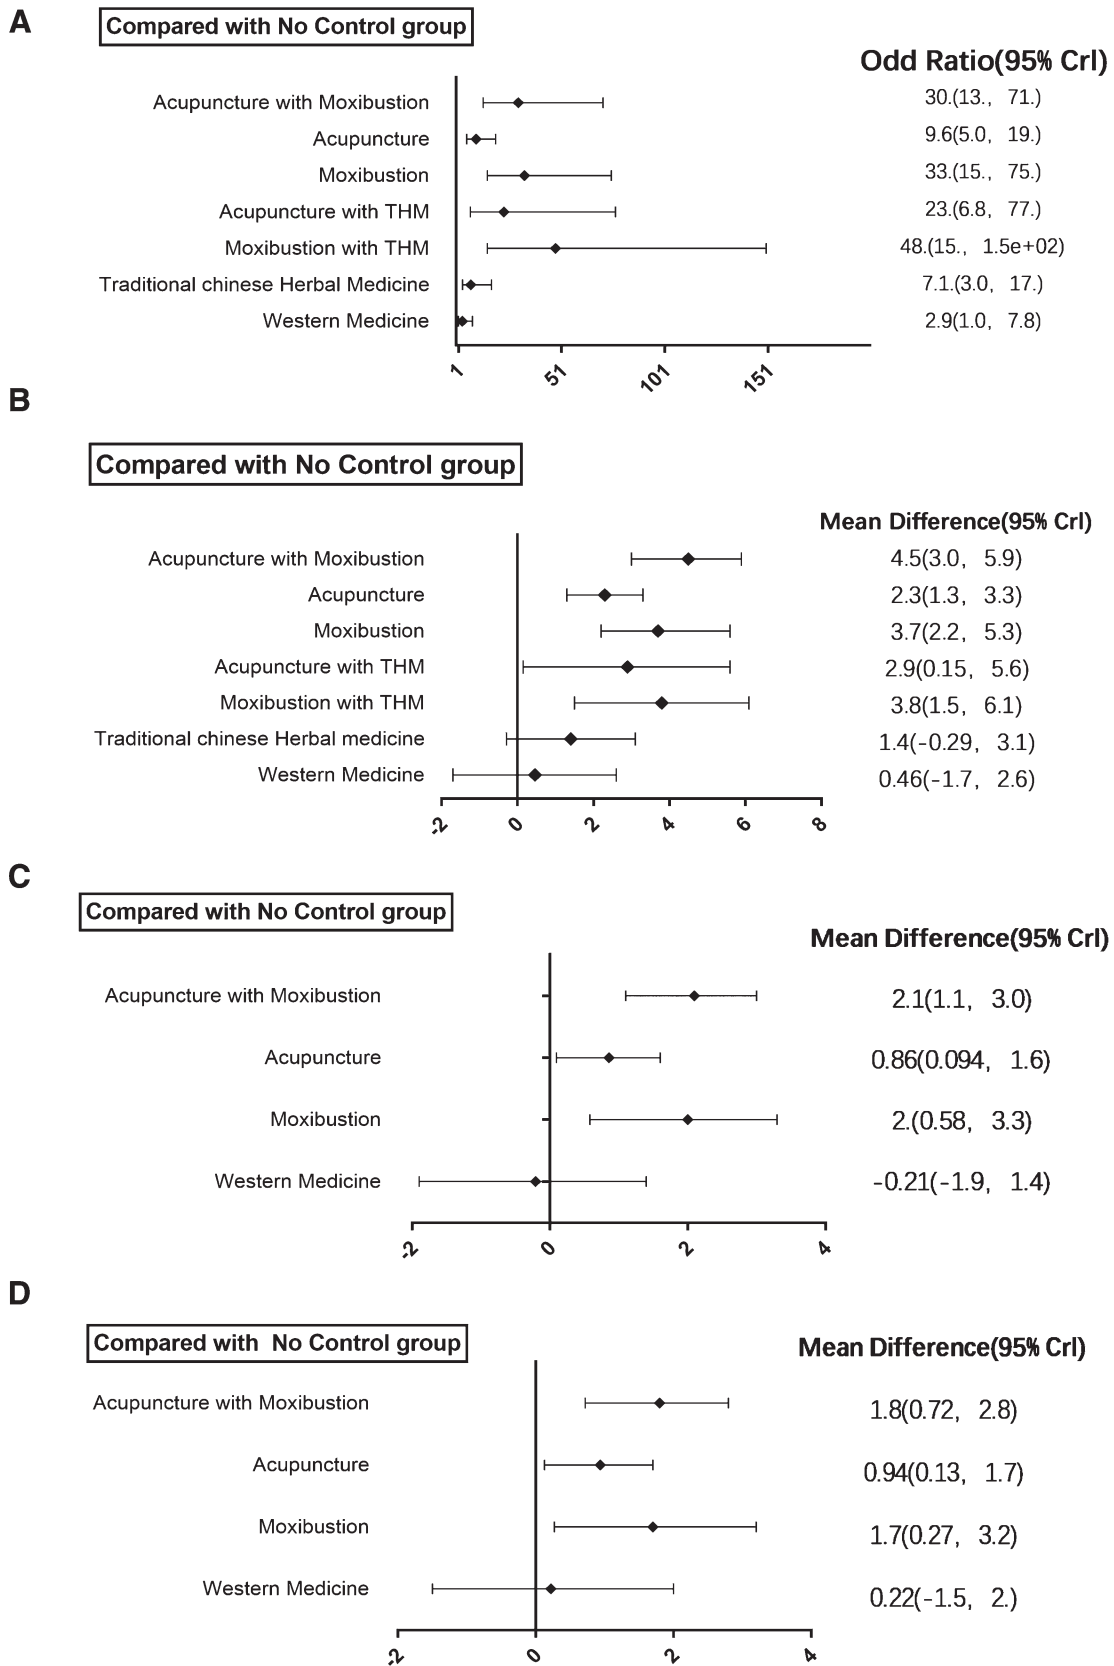 A
Compared with No Control group
Odd Ratio(95% Crl)
Acupuncture with Moxibustion 30.(13., 71.)
Acupuncture 9.6(5.0, 19.)
Moxibustion 33.(15., 75.)
Acupuncture with THM 23.(6.8, 77.)
Moxibustion with THM 48.(15., 1.5e+02)
Traditional chinese Herbal Medicine 7.1.(3.0, 17.)
Western Medicine 2.9(1.0, 7.8)
1 51 101 151
B
Compared with No Control group
Mean Difference(95% Crl)
Acupuncture with Moxibustion 4.5(3.0, 5.9)
Acupuncture 2.3(1.3, 3.3)
Moxibustion 3.7(2.2, 5.3)
Acupuncture with THM 2.9(0.15, 5.6)
Moxibustion with THM 3.8(1.5, 6.1)
Traditional chinese Herbal medicine 1.4(-0.29, 3.1)
Western Medicine 0.46(-1.7, 2.6)
-2 0 2 4 6 8
C
Compared with No Control group
Mean Difference(95% Crl)
Acupuncture with Moxibustion 2.1(1.1, 3.0)
Acupuncture 0.86(0.094, 1.6)
Moxibustion 2.(0.58, 3.3)
Western Medicine -0.21(-1.9, 1.4)
-2 0 2 4
D
Compared with No Control group
Mean Difference(95% Crl)
Acupuncture with Moxibustion 1.8(0.72, 2.8)
Acupuncture 0.94(0.13, 1.7)
Moxibustion 1.7(0.27, 3.2)
Western Medicine 0.22(-1.5, 2.)
-2 0 2 4